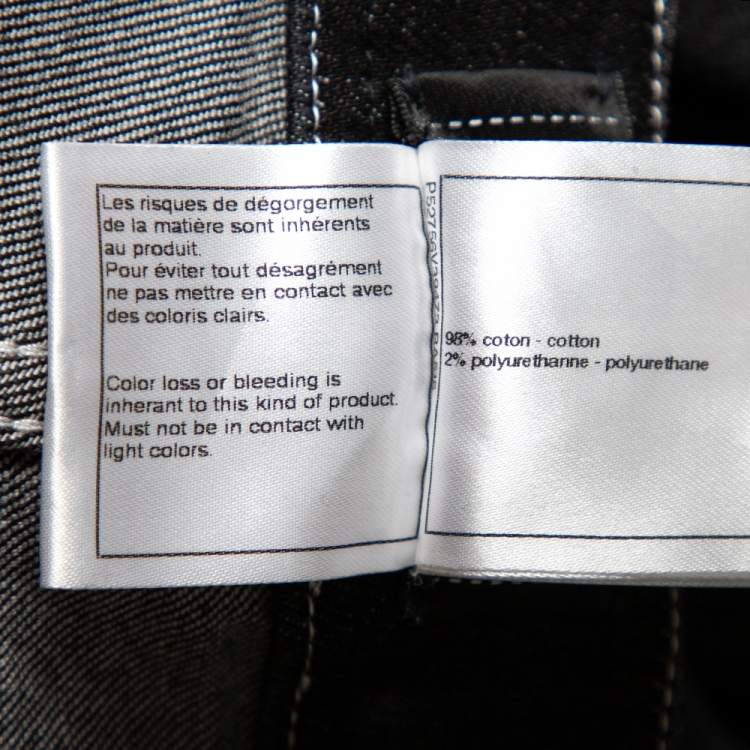 Les risques de dégorgement
de la matière sont inhérents
au produit.
Pour éviter tout désagrément
ne pas mettre en contact avec
des coloris clairs.
Color loss or bleeding is
inherant to this kind of product.
Must not be in contact with
light colors.
98% coton - cotton
2% polyurethanne - polyurethane